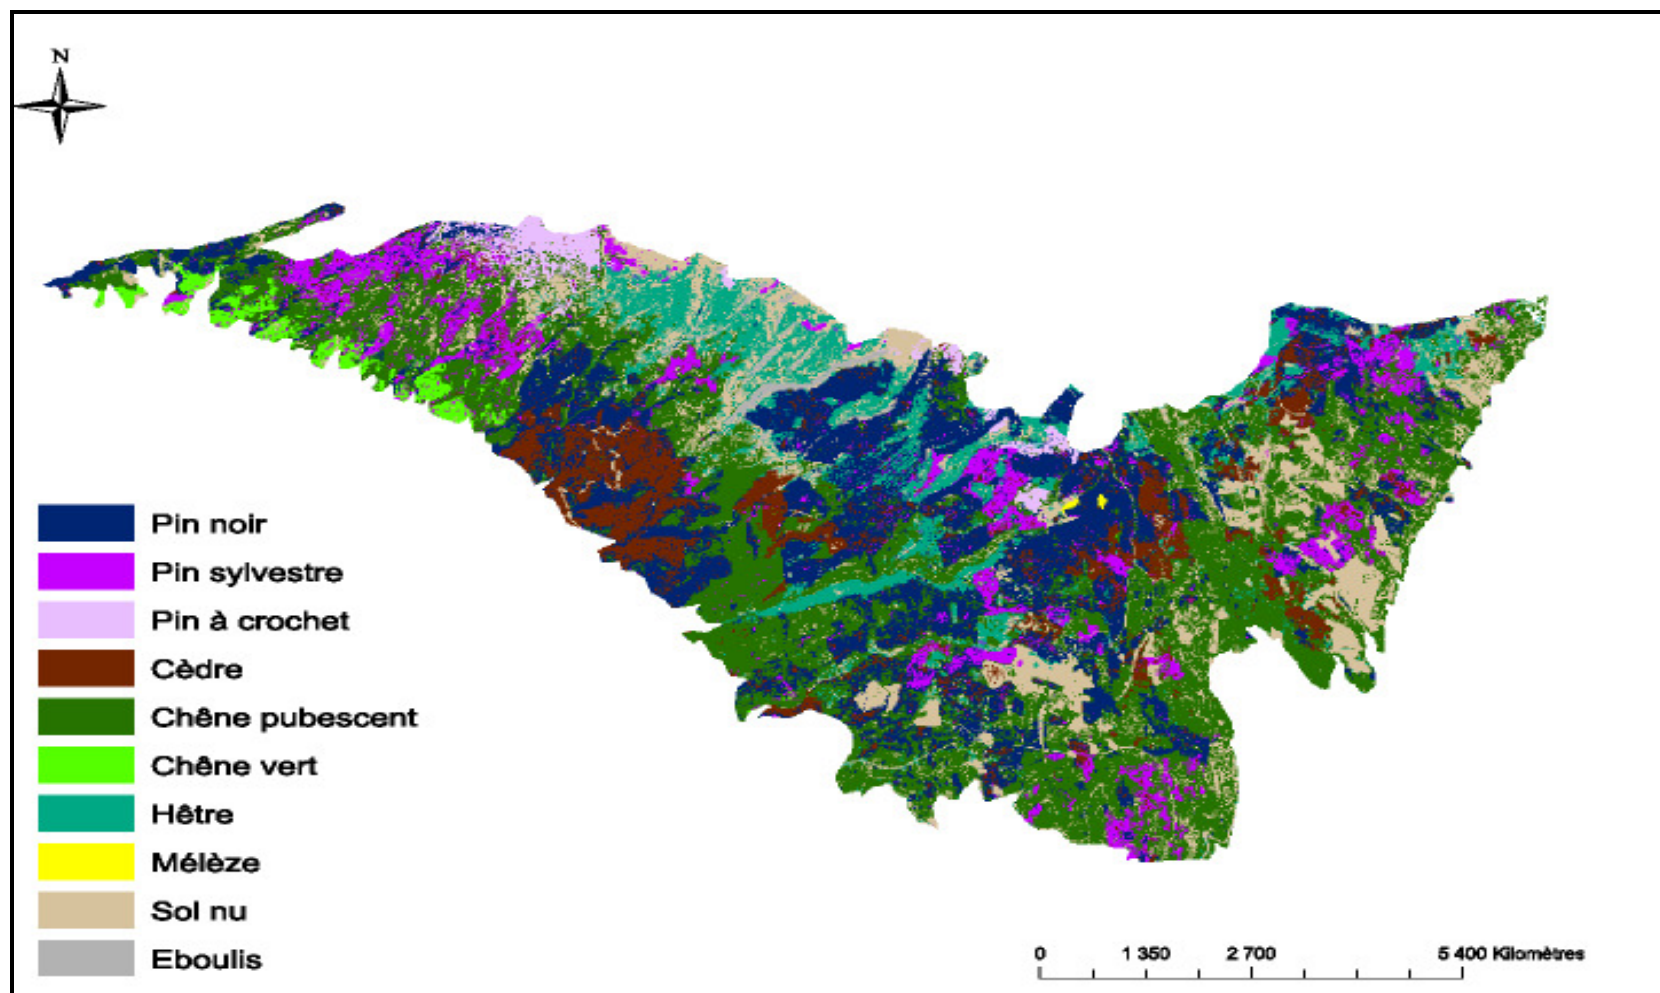 N
Pin noir
Pin sylvestre
Pin à crochet
Cèdre
Chêne pubescent
Chêne vert
Hêtre
Mélèze
Sol nu
Eboulis
0 1 350 2 700 5 400 Kilomètres